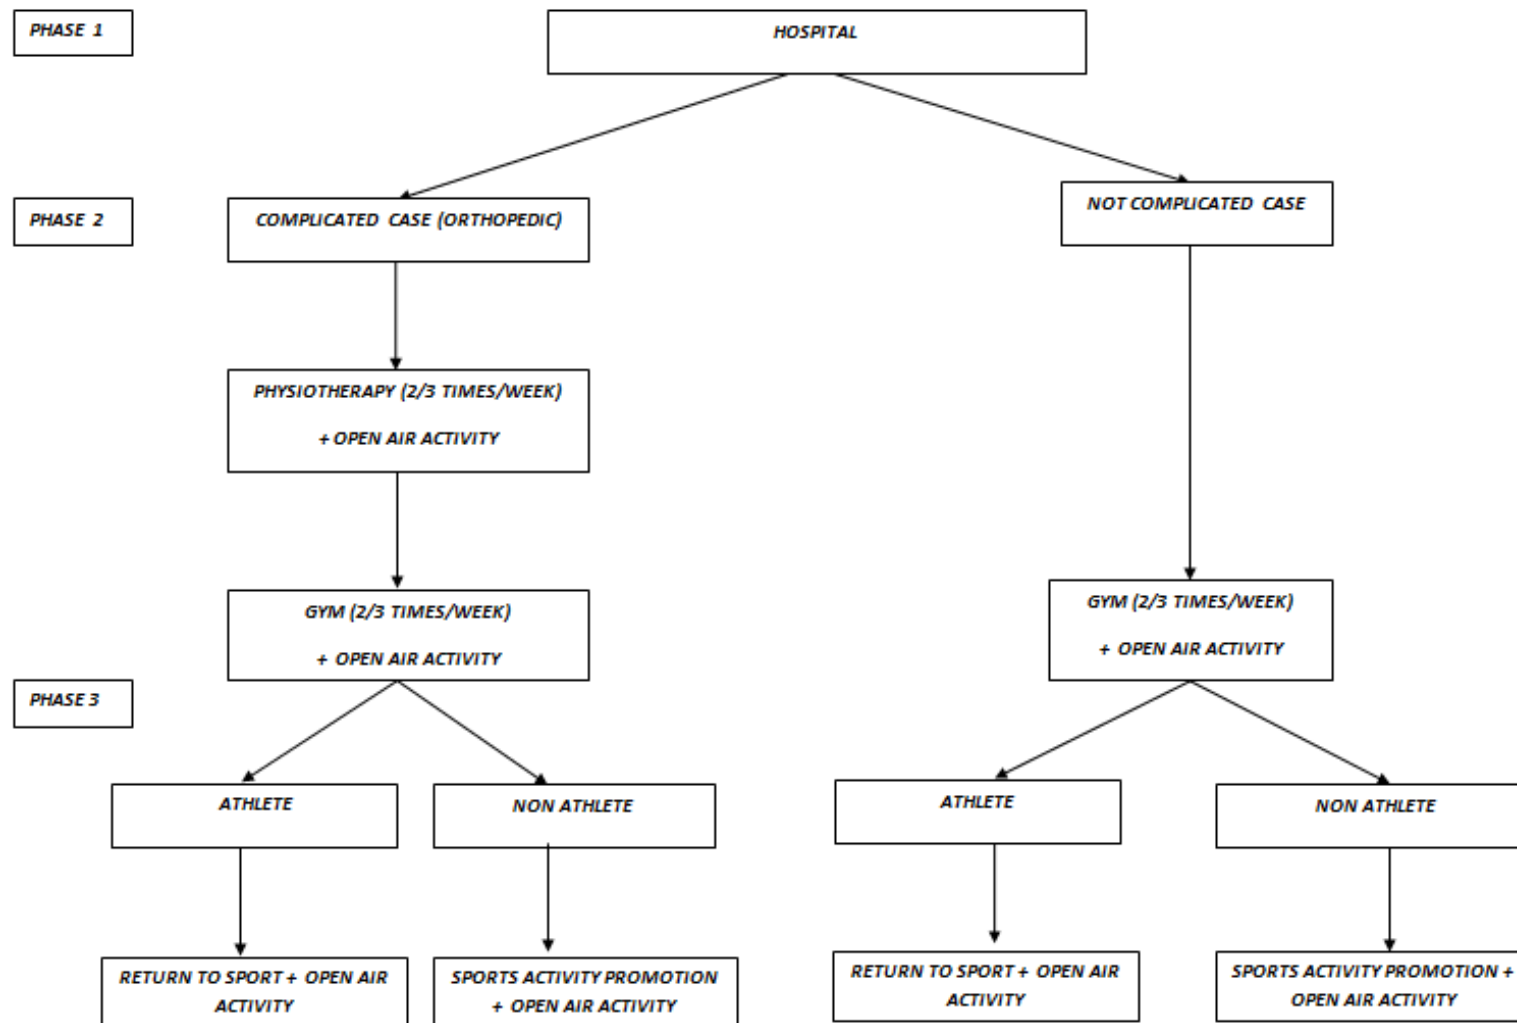 PHASE 1
HOSPITAL
PHASE 2
COMPLICATED CASE (ORTHOPEDIC)
NOT COMPLICATED CASE
PHYSIOTHERAPY (2/3 TIMES/WEEK)
+ OPEN AIR ACTIVITY
GYM (2/3 TIMES/WEEK)
+ OPEN AIR ACTIVITY
GYM (2/3 TIMES/WEEK)
+ OPEN AIR ACTIVITY
PHASE 3
ATHLETE
NON ATHLETE
ATHLETE
NON ATHLETE
RETURN TO SPORT + OPEN AIR
ACTIVITY
SPORTS ACTIVITY PROMOTION
+ OPEN AIR ACTIVITY
RETURN TO SPORT + OPEN AIR
ACTIVITY
SPORTS ACTIVITY PROMOTION +
OPEN AIR ACTIVITY